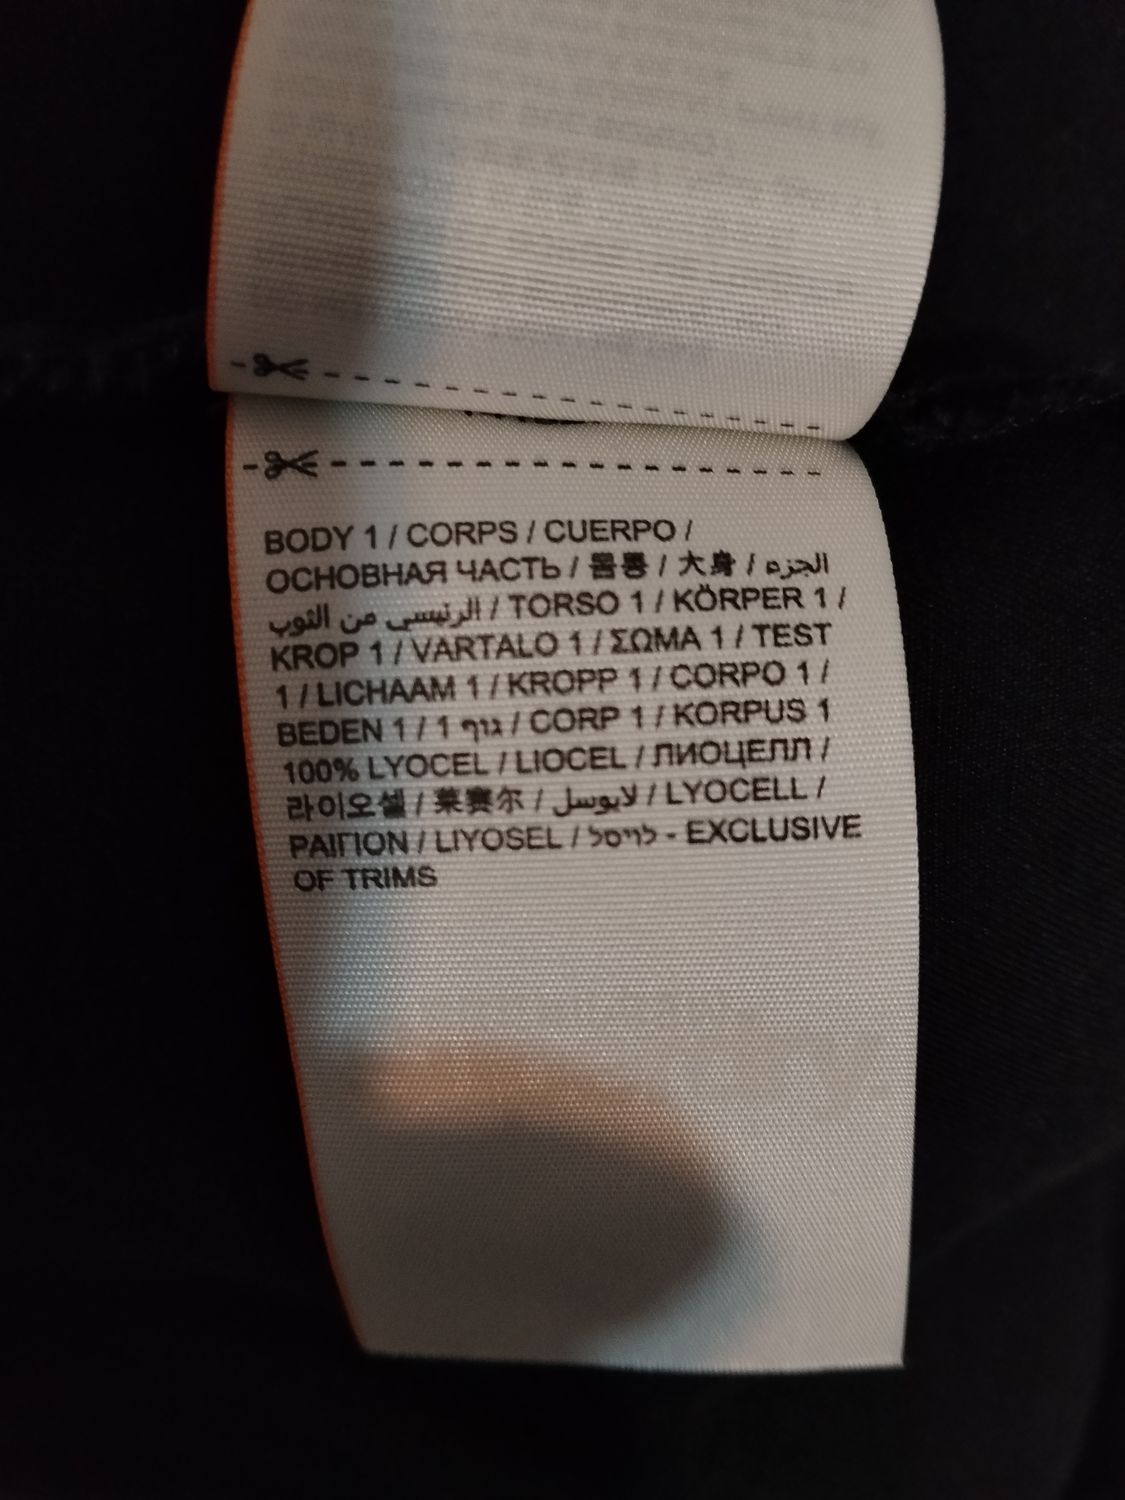 BODY 1 / CORPS / CUERPO /
ОСНОВНАЯ ЧАСТЬ / 몸통 / 大身 / الجزء
الرئيسي من الثوب / TORSO 1 / KÖRPER 1 /
KROP 1 / VARTALO 1 / ΣΩΜΑ 1 / TEST
1 / LICHAAM 1 / KROPP 1 / CORPO 1 /
BEDEN 1 / 1 גוף / CORP 1 / KORPUS 1
100% LYOCEL / LIOCEL / ЛИОЦЕЛЛ /
라이오셀 / 莱赛尔 / لايوسل / LYOCELL /
ΡΑΙΓΙΟΝ / LIYOSEL / לויסל - EXCLUSIVE
OF TRIMS